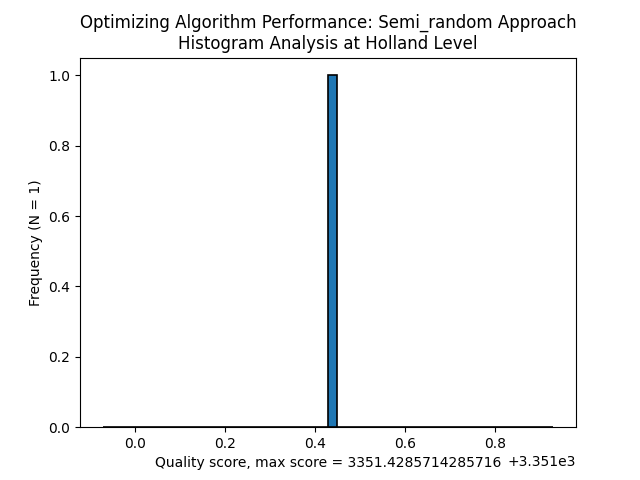 Optimizing Algorithm Performance: Semi_random Approach
Histogram Analysis at Holland Level
1.0
0.8
0.6
0.4
0.2
0.0
Frequency (N = 1)
0.0 0.2 0.4 0.6 0.8
Quality score, max score = 3351.4285714285716 +3.351e3